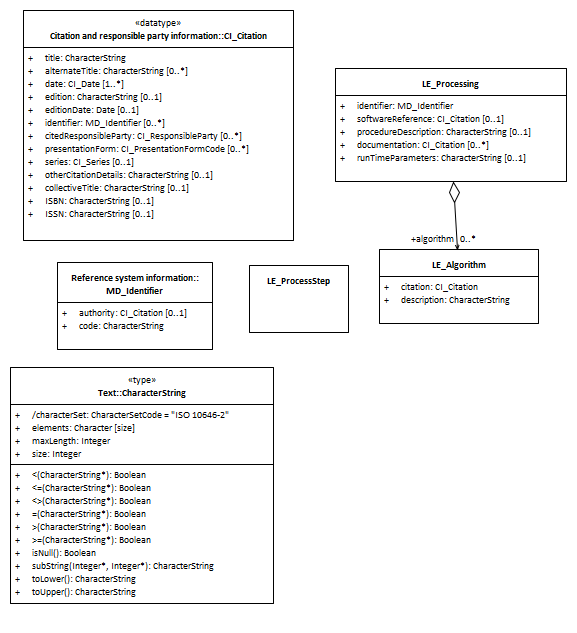 «datatype»
Citation and responsible party information::CI_Citation
+ title: CharacterString
+ alternateTitle: CharacterString [0..*]
+ date: CI_Date [1..*]
+ edition: CharacterString [0..1]
+ editionDate: Date [0..1]
+ identifier: MD_Identifier [0..*]
+ citedResponsibleParty: CI_ResponsibleParty [0..*]
+ presentationForm: CI_PresentationFormCode [0..*]
+ series: CI_Series [0..1]
+ otherCitationDetails: CharacterString [0..1]
+ collectiveTitle: CharacterString [0..1]
+ ISBN: CharacterString [0..1]
+ ISSN: CharacterString [0..1]
LE_Processing
+ identifier: MD_Identifier
+ softwareReference: CI_Citation [0..1]
+ procedureDescription: CharacterString [0..1]
+ documentation: CI_Citation [0..*]
+ runTimeParameters: CharacterString [0..1]
+algorithm 0..*
LE_Algorithm
+ citation: CI_Citation
+ description: CharacterString
Reference system information::
MD_Identifier
+ authority: CI_Citation [0..1]
+ code: CharacterString
LE_ProcessStep
«type»
Text::CharacterString
+ /characterSet: CharacterSetCode = "ISO 10646-2"
+ elements: Character [size]
+ maxLength: Integer
+ size: Integer
+ <(CharacterString*): Boolean
+ <=(CharacterString*): Boolean
+ <>(CharacterString*): Boolean
+ =(CharacterString*): Boolean
+ >(CharacterString*): Boolean
+ >=(CharacterString*): Boolean
+ isNull(): Boolean
+ subString(Integer*, Integer*): CharacterString
+ toLower(): CharacterString
+ toUpper(): CharacterString